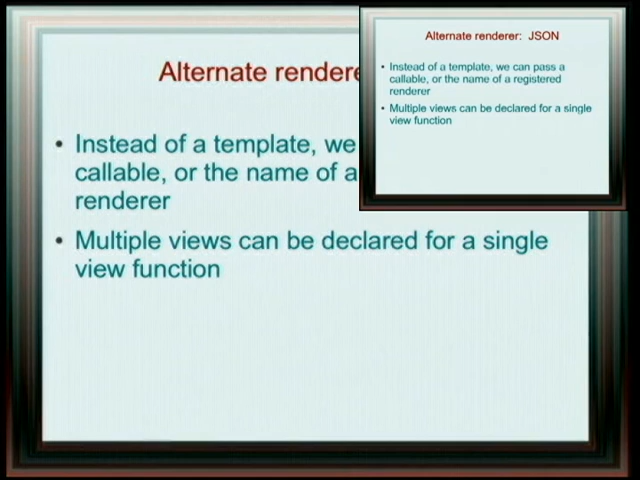 Alternate rendere
Instead of a template, we
callable, or the name of a
renderer
Multiple views can be declared for a single
view function
Alternate renderer: JSON
Instead of a template, we can pass a
callable, or the name of a registered
renderer
Multiple views can be declared for a single
view function